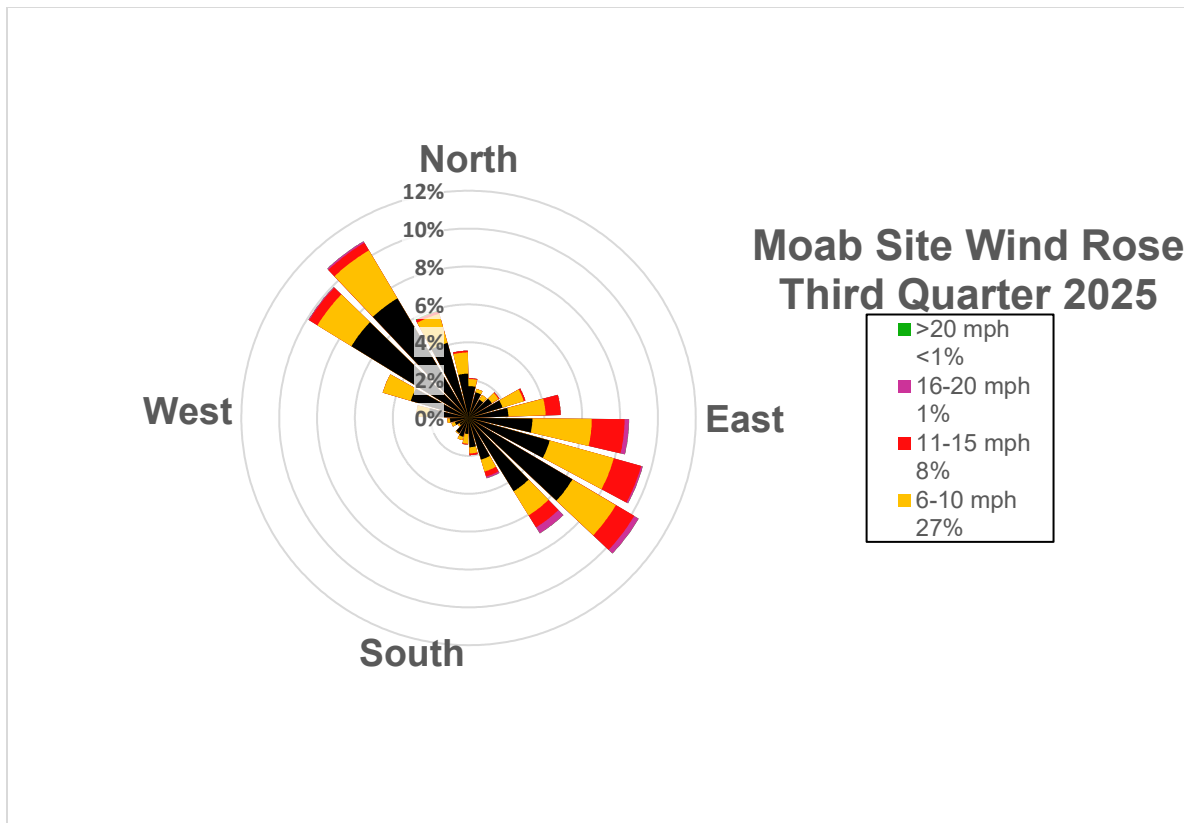 North
12%
10%
8%
6%
4%
2%
0%
West
East
South
Moab Site Wind Rose
Third Quarter 2025
>20 mph
<1%
16-20 mph
1%
11-15 mph
8%
6-10 mph
27%